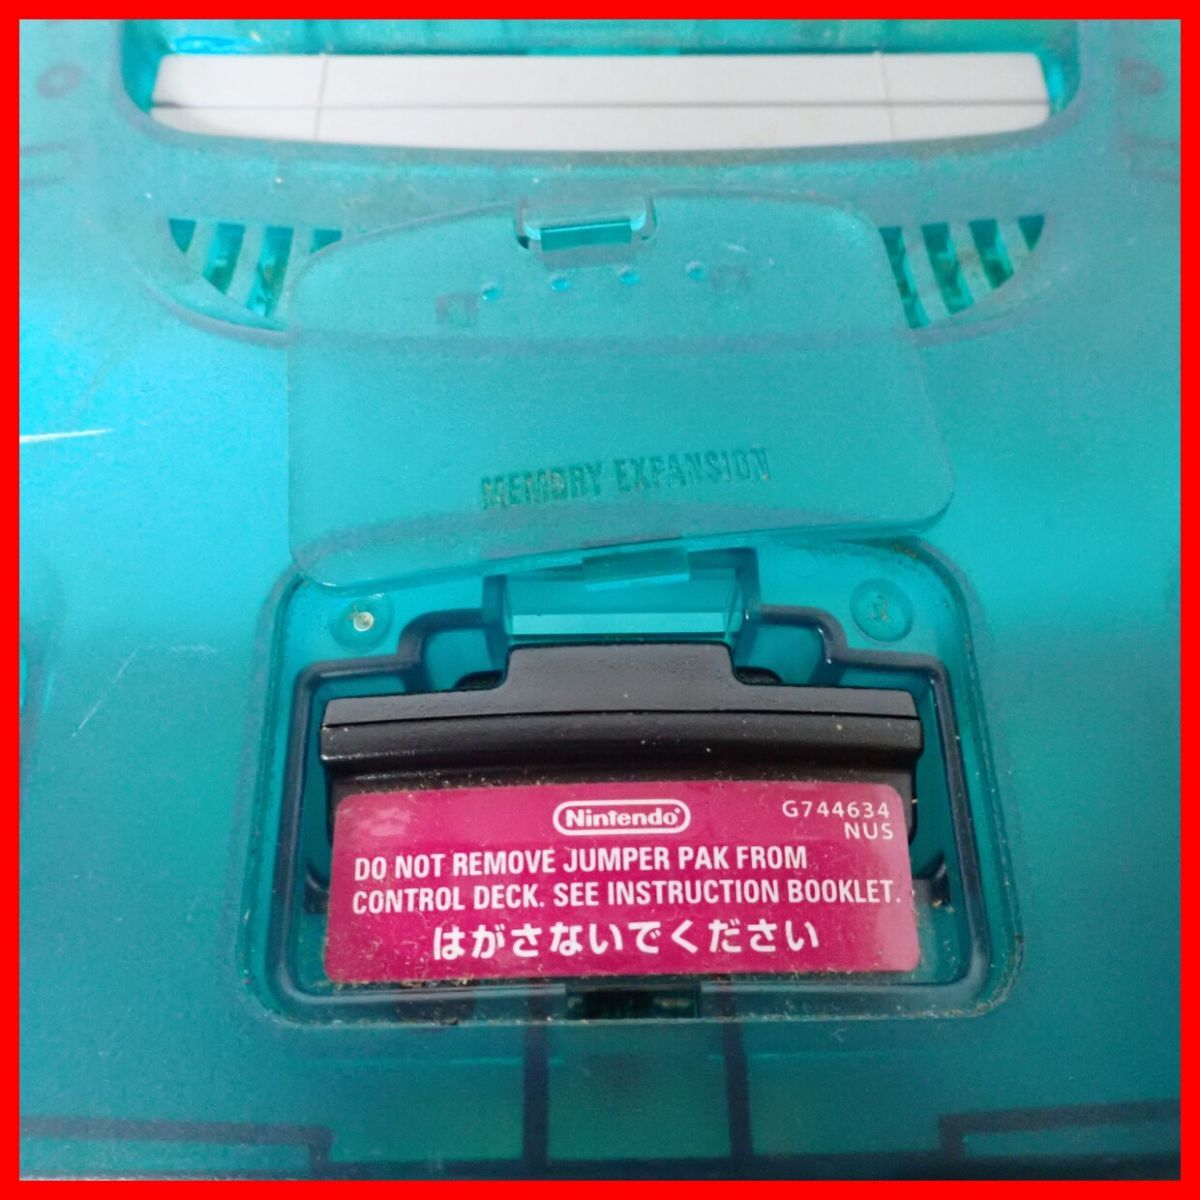 MEMORY EXPANSION
Nintendo
G744634
NUS
DO NOT REMOVE JUMPER PAK FROM
CONTROL DECK. SEE INSTRUCTION BOOKLET.
はがさないでください